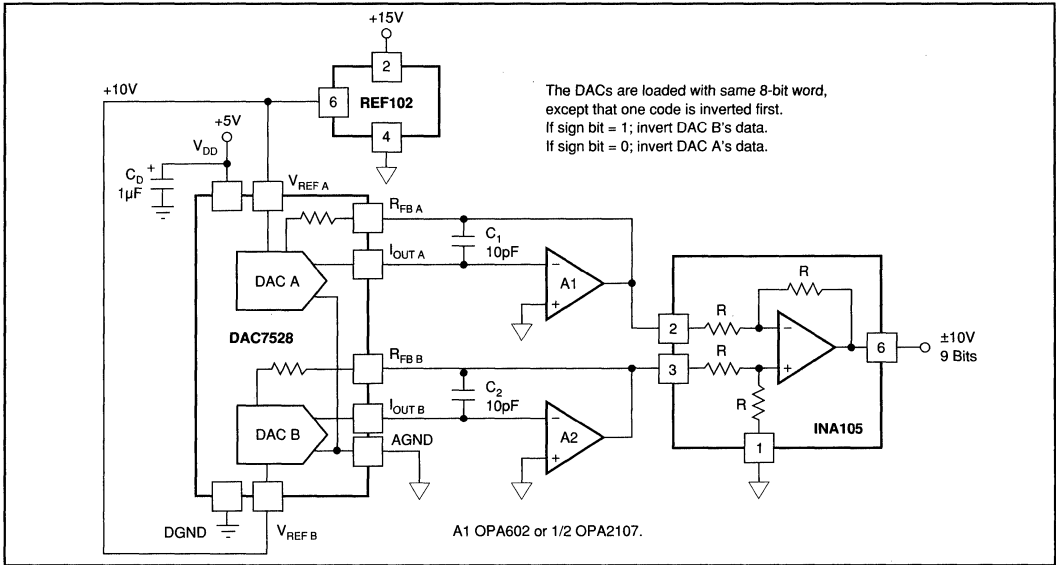 +15V
2
+10V
6
REF102
4
The DACs are loaded with same 8-bit word,
except that one code is inverted first.
If sign bit = 1; invert DAC B's data.
If sign bit = 0; invert DAC A's data.
+5V
VDD
CD
+
1µF
VREF A
RFB A
C1
10pF
IOUT A
DAC A
−
A1
+
DAC7528
R
R
2
−
6
±10V
9 Bits
RFB B
3
R
+
C2
10pF
R
IOUT B
−
DAC B
AGND
A2
+
INA105
1
DGND
VREF B
A1 OPA602 or 1/2 OPA2107.